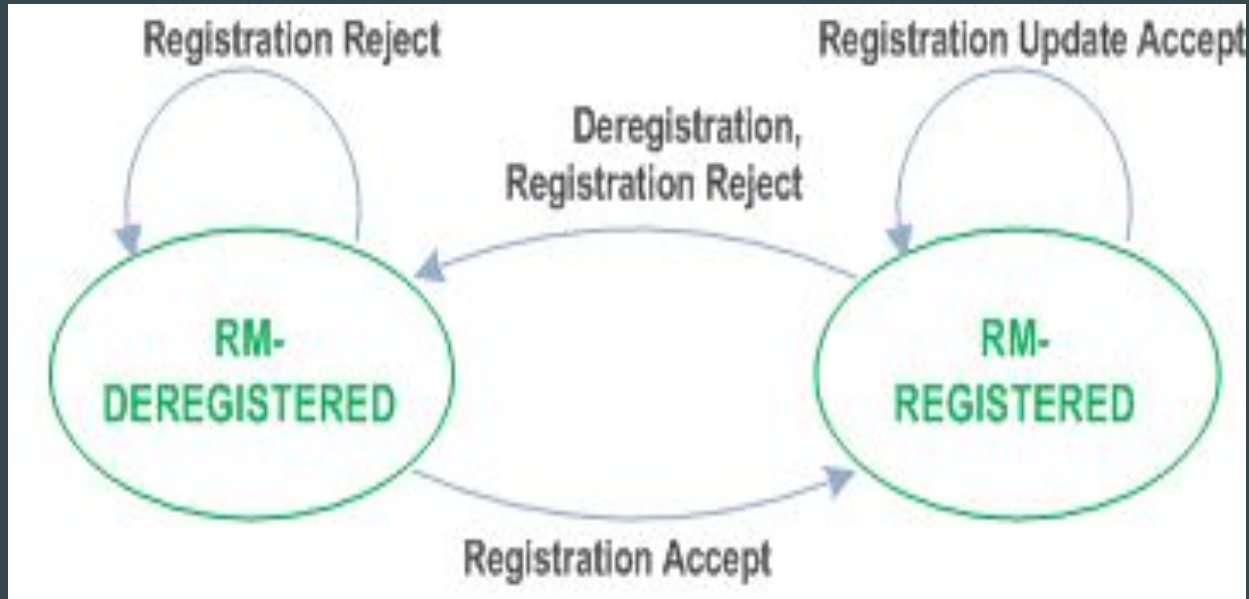 Registration Reject
Registration Update Accept
Deregistration,
Registration Reject
RM-
DEREGISTERED
RM-
REGISTERED
Registration Accept